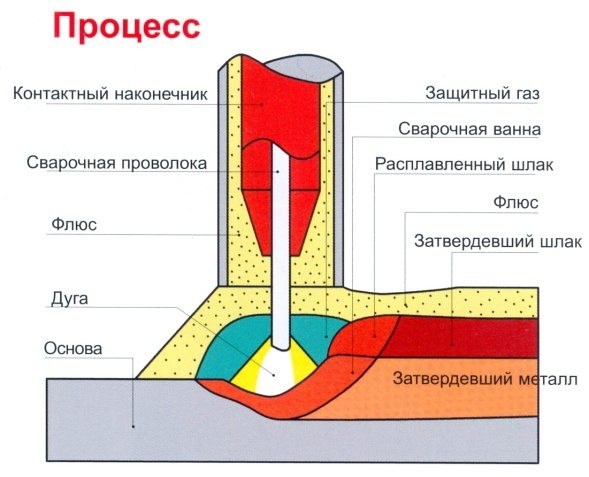 Процесс
Контактный наконечник
Защитный газ
Сварочная ванна
Сварочная проволока
Расплавленный шлак
Флюс
Флюс
Затвердевший шлак
Дуга
Основа
Затвердевший металл